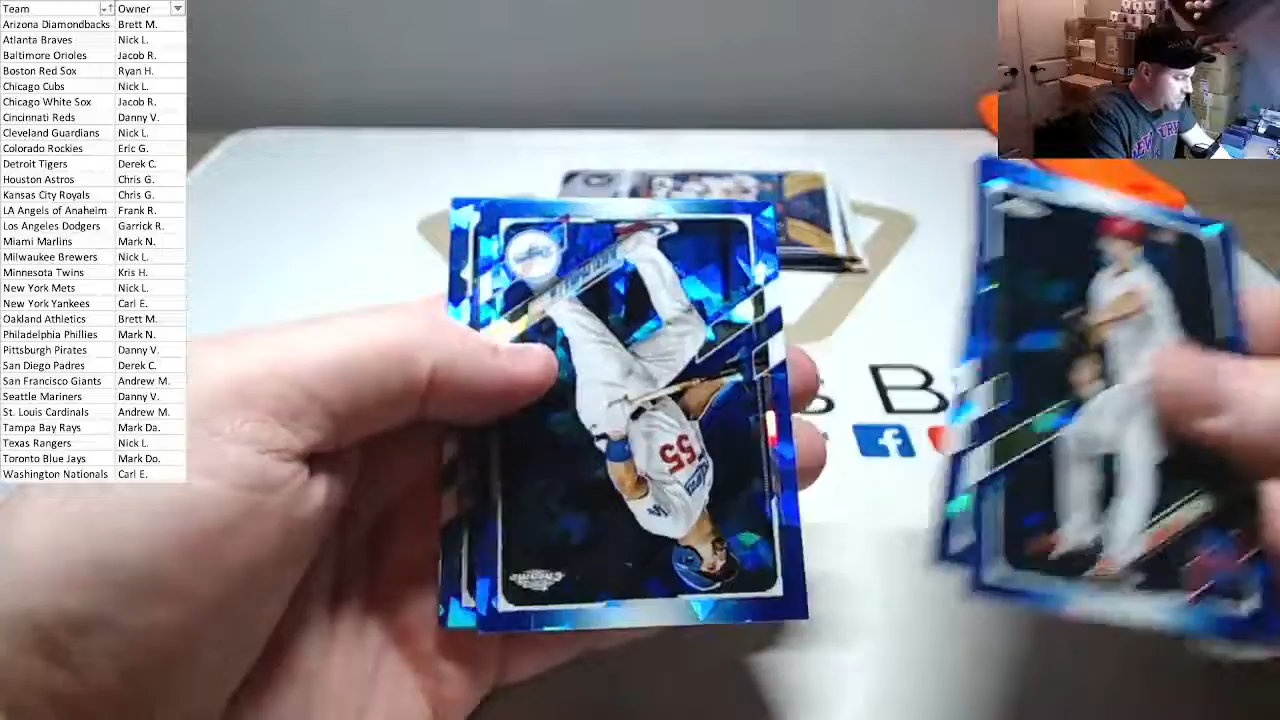 Team Owner
Arizona Diamondbacks Brett M.
Atlanta Braves Nick L.
Baltimore Orioles Jacob R.
Boston Red Sox Ryan H.
Chicago Cubs Nick L.
Chicago White Sox Jacob R.
Cincinnati Reds Danny V.
Cleveland Guardians Nick L.
Colorado Rockies Eric G.
Detroit Tigers Derek C.
Houston Astros Chris G.
Kansas City Royals Chris G.
LA Angels of Anaheim Frank R.
Los Angeles Dodgers Garrick R.
Miami Marlins Mark N.
Milwaukee Brewers Nick L.
Minnesota Twins Kris H.
New York Mets Nick L.
New York Yankees Carl E.
Oakland Athletics Brett M.
Philadelphia Phillies Mark N.
Pittsburgh Pirates Danny V.
San Diego Padres Derek C.
San Francisco Giants Andrew M.
Seattle Mariners Danny V.
St. Louis Cardinals Andrew M.
Tampa Bay Rays Mark Da.
Texas Rangers Nick L.
Toronto Blue Jays Mark Do.
Washington Nationals Carl E.
55
B
f